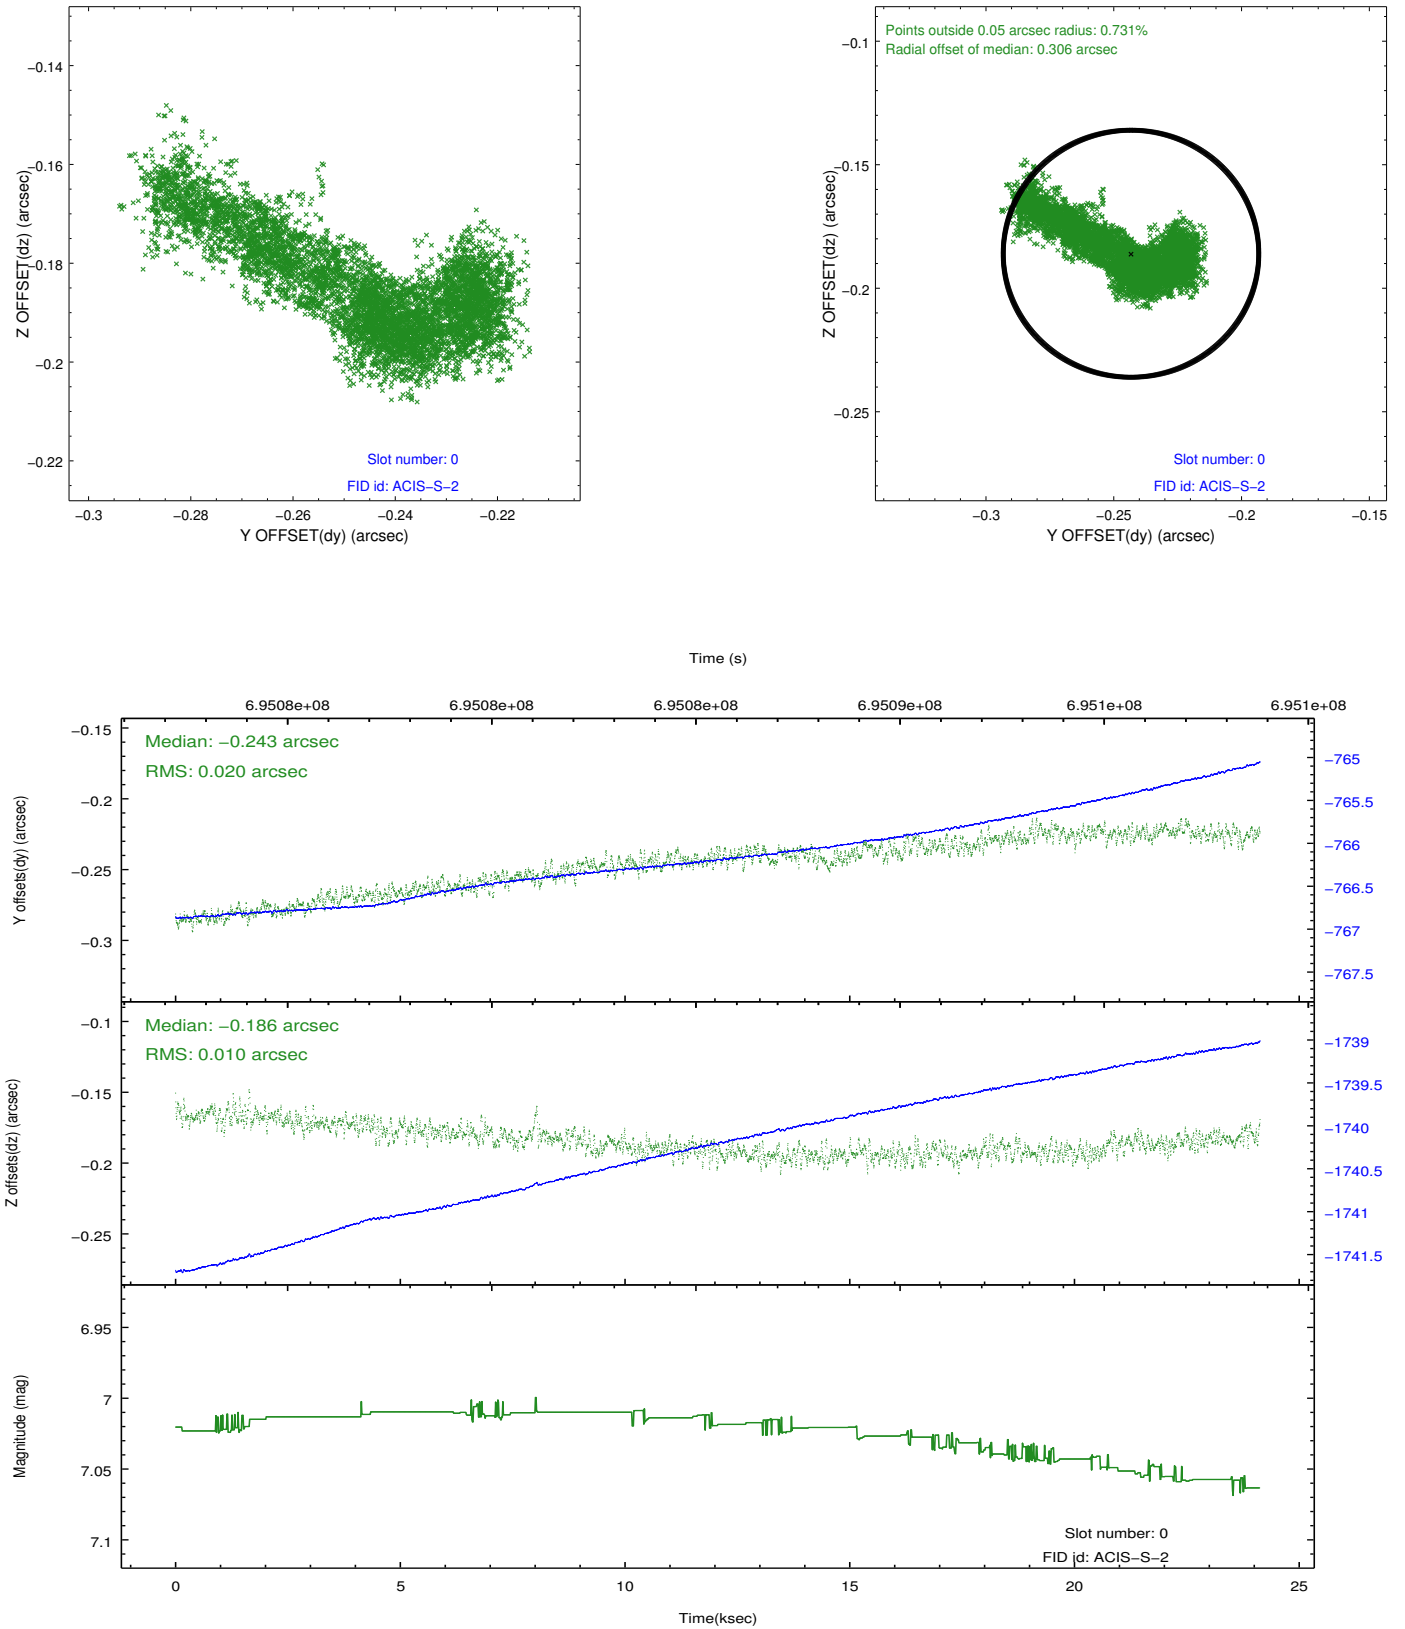 −0.14
−0.16
−0.18
−0.2
−0.22
Z OFFSET(dz) (arcsec)
Slot number: 0
FID id: ACIS−S−2
−0.3
−0.28
−0.26
−0.24
−0.22
Y OFFSET(dy) (arcsec)
Points outside 0.05 arcsec radius: 0.731%
Radial offset of median: 0.306 arcsec
−0.1
−0.15
−0.2
−0.25
Z OFFSET(dz) (arcsec)
Slot number: 0
FID id: ACIS−S−2
−0.3
−0.25
−0.2
−0.15
Y OFFSET(dy) (arcsec)
Time (s)
6.9508e+08
6.9508e+08
6.9508e+08
6.9509e+08
6.951e+08
6.951e+08
Median: −0.243 arcsec
RMS: 0.020 arcsec
−0.15
−0.2
−0.25
−0.3
Y offsets(dy) (arcsec)
−765
−765.5
−766
−766.5
−767
−767.5
Median: −0.186 arcsec
RMS: 0.010 arcsec
−0.1
−0.15
−0.2
−0.25
Z offsets(dz) (arcsec)
−1739
−1739.5
−1740
−1740.5
−1741
−1741.5
6.95
7
7.05
7.1
Magnitude (mag)
Slot number: 0
FID id: ACIS−S−2
0
5
10
15
20
25
Time(ksec)